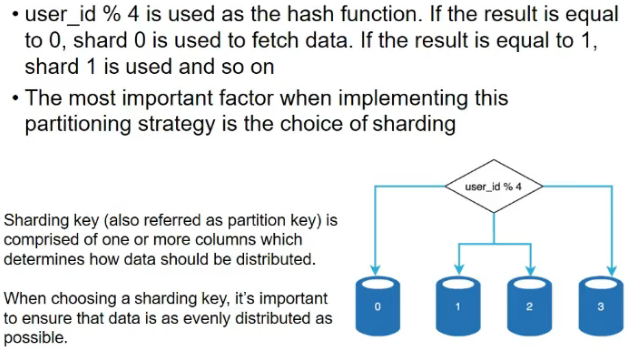 • user_id % 4 is used as the hash function. If the result is equal
to 0, shard 0 is used to fetch data. If the result is equal to 1,
shard 1 is used and so on
• The most important factor when implementing this
partitioning strategy is the choice of sharding
user_id % 4
Sharding key (also referred as partition key) is
comprised of one or more columns which
determines how data should be distributed.
When choosing a sharding key, it's important
to ensure that data is as evenly distributed as
possible.
0
1
2
3